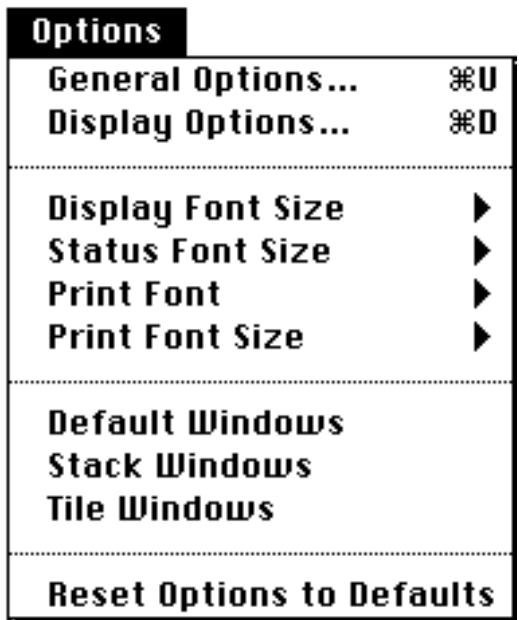 Options
General Options... ⌘U
Display Options... ⌘D
Display Font Size ▶
Status Font Size ▶
Print Font ▶
Print Font Size ▶
Default Windows
Stack Windows
Tile Windows
Reset Options to Defaults